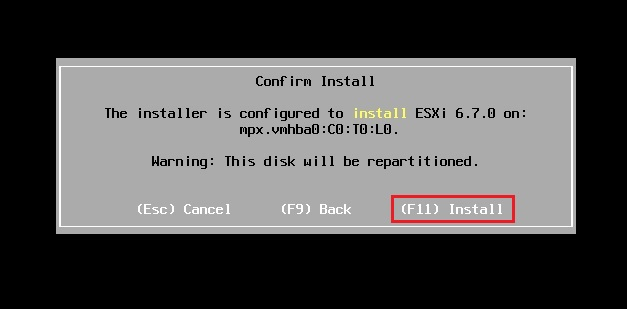 Confirm Install
The installer is configured to install ESXi 6.7.0 on:
mpx.vmhba0:C0:T0:L0.
Warning: This disk will be repartitioned.
(Esc) Cancel (F9) Back (F11) Install